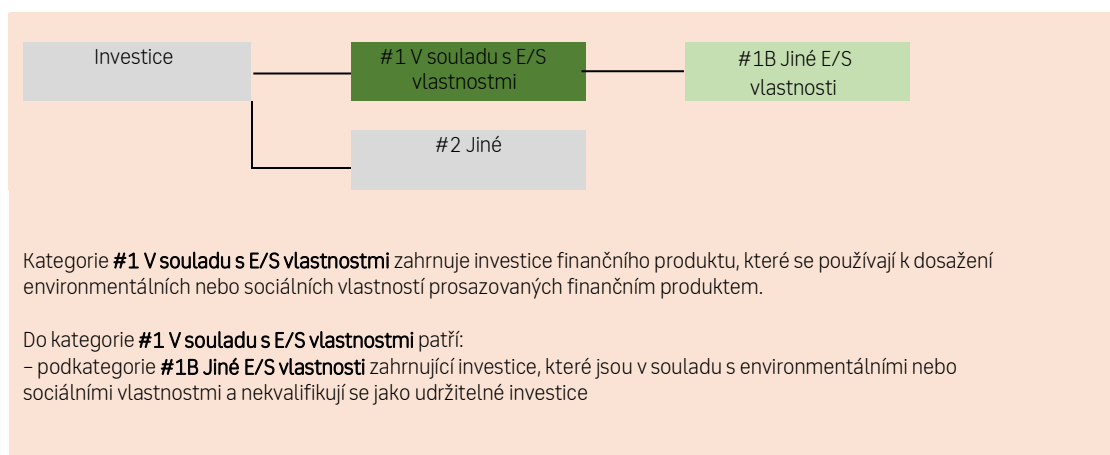 Investice
#1 V souladu s E/S
vlastnostmi
#1B Jiné E/S
vlastnosti
#2 Jiné
Kategorie #1 V souladu s E/S vlastnostmi zahrnuje investice finančního produktu, které se používají k dosažení
environmentálních nebo sociálních vlastností prosazovaných finančním produktem.
Do kategorie #1 V souladu s E/S vlastnostmi patří:
– podkategorie #1B Jiné E/S vlastnosti zahrnující investice, které jsou v souladu s environmentálními nebo
sociálními vlastnostmi a nekvalifikují se jako udržitelné investice